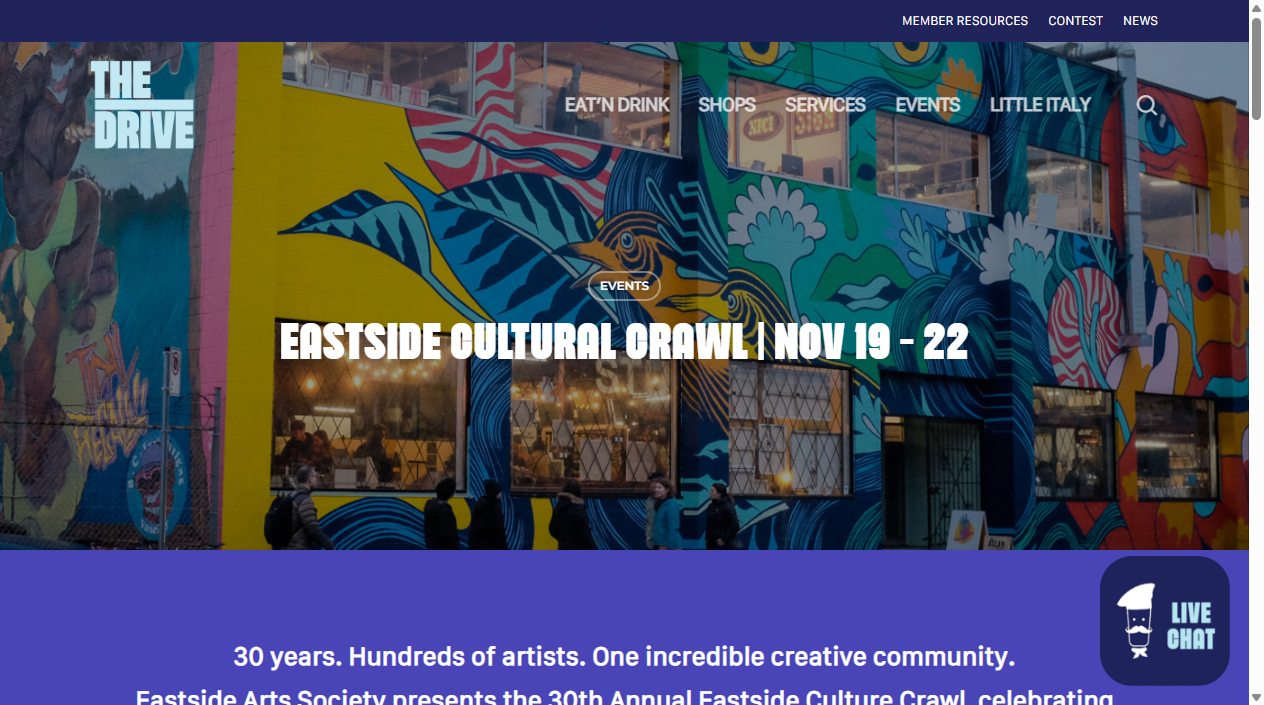 MEMBER RESOURCES CONTEST NEWS
THE
DRIVE
EAT'N DRINK SHOPS SERVICES EVENTS LITTLE ITALY
NICE SIGN
EVENTS
EASTSIDE CULTURAL CRAWL | NOV 19 - 22
30 years. Hundreds of artists. One incredible creative community.
Eastside Arts Society presents the 30th Annual Eastside Culture Crawl, celebrating
LIVE
CHAT